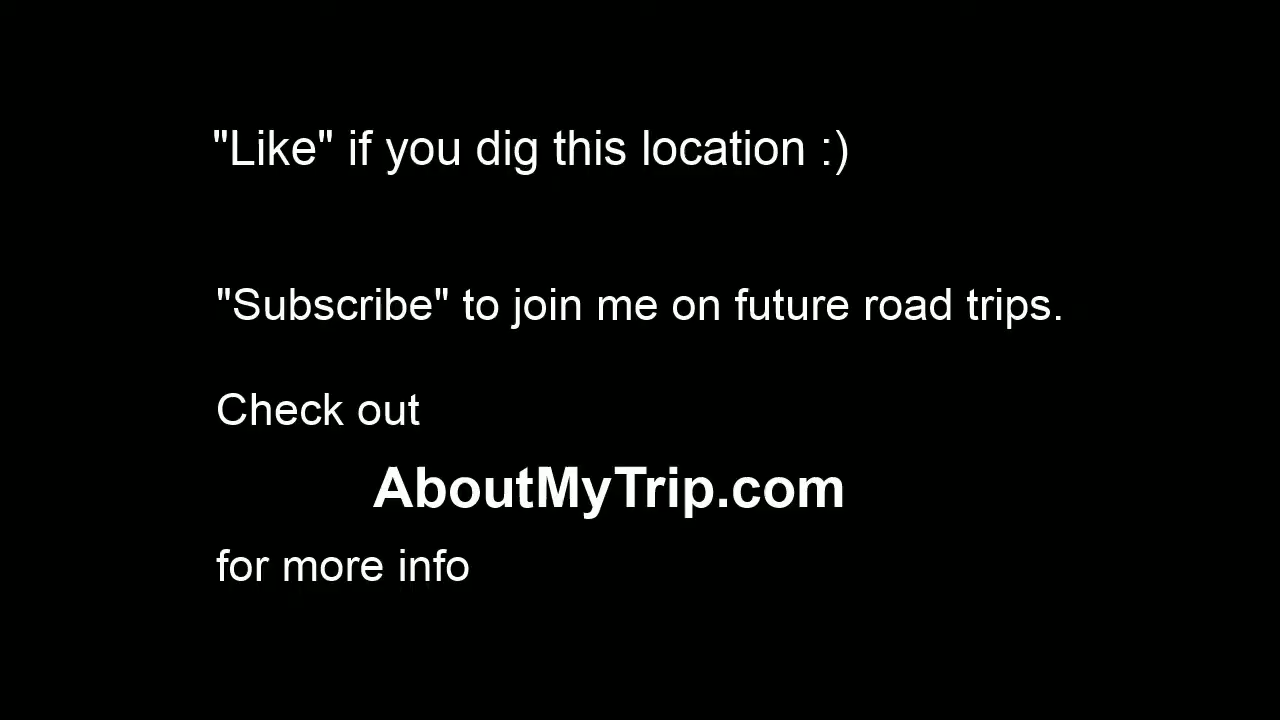 "Like" if you dig this location :)
"Subscribe" to join me on future road trips.
Check out
AboutMyTrip.com
for more info